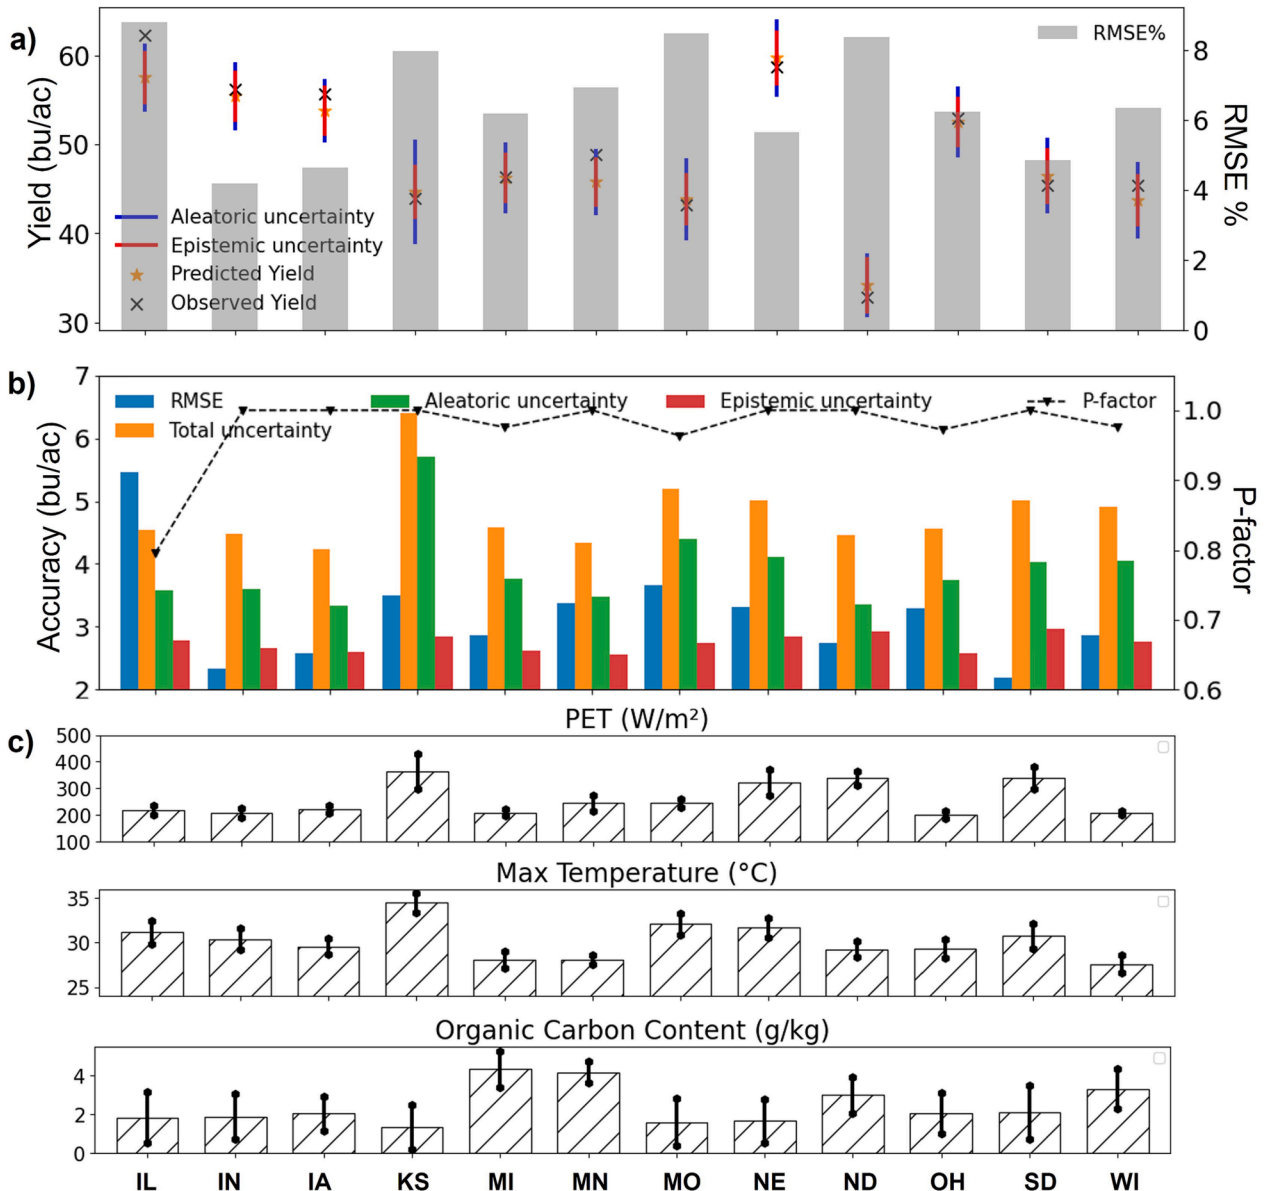 a)
Yield (bu/ac)
60
50
40
30
RMSE%
Aleatoric uncertainty
Epistemic uncertainty
Predicted Yield
Observed Yield
8
6
4
2
0
RMSE %
b)
Accuracy (bu/ac)
7
6
5
4
3
2
RMSE Aleatoric uncertainty Epistemic uncertainty P-factor
Total uncertainty
1.0
0.9
0.8
0.7
0.6
P-factor
c)
PET (W/m²)
500
400
300
200
100
Max Temperature (°C)
35
30
25
Organic Carbon Content (g/kg)
4
2
0
IL IN IA KS MI MN MO NE ND OH SD WI